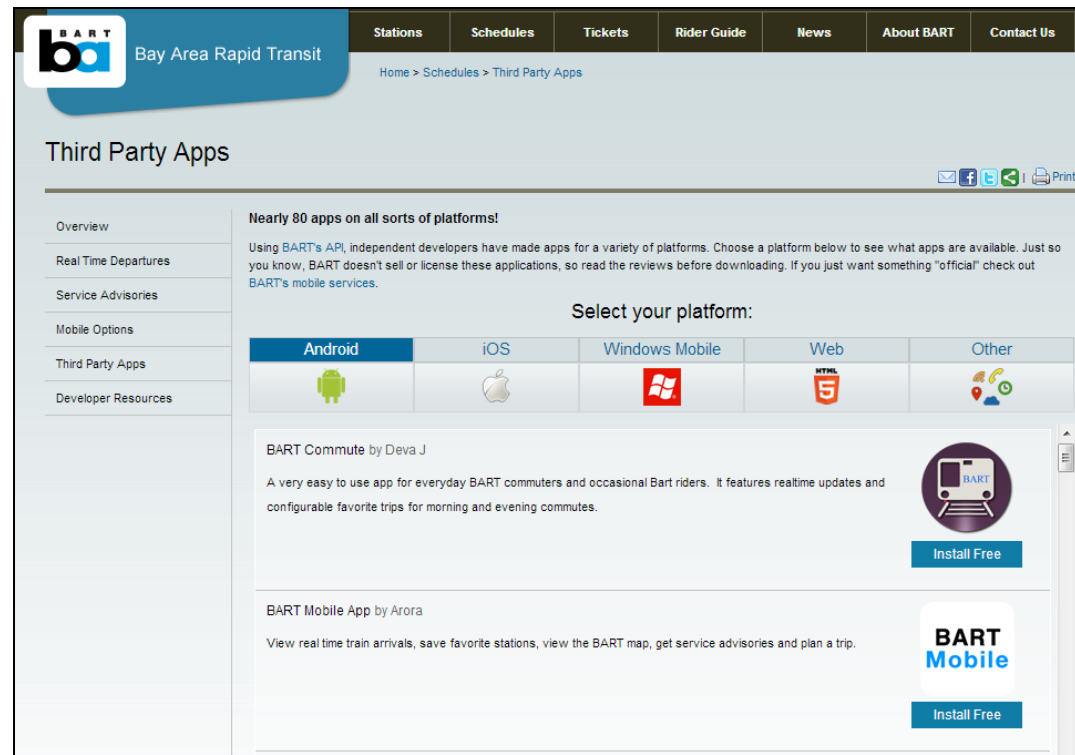 BART
ba
Bay Area Rapid Transit
Stations
Schedules
Tickets
Rider Guide
News
About BART
Contact Us
Home > Schedules > Third Party Apps
Third Party Apps
Print
Overview
Real Time Departures
Service Advisories
Mobile Options
Third Party Apps
Developer Resources
Nearly 80 apps on all sorts of platforms!
Using BART's API, independent developers have made apps for a variety of platforms. Choose a platform below to see what apps are available. Just so
you know, BART doesn't sell or license these applications, so read the reviews before downloading. If you just want something "official" check out
BART's mobile services.
Select your platform:
Android
iOS
Windows Mobile
Web
Other
HTML
5
BART Commute by Deva J
A very easy to use app for everyday BART commuters and occasional Bart riders. It features realtime updates and
configurable favorite trips for morning and evening commutes.
BART
Install Free
BART Mobile App by Arora
View real time train arrivals, save favorite stations, view the BART map, get service advisories and plan a trip.
BART
Mobile
Install Free